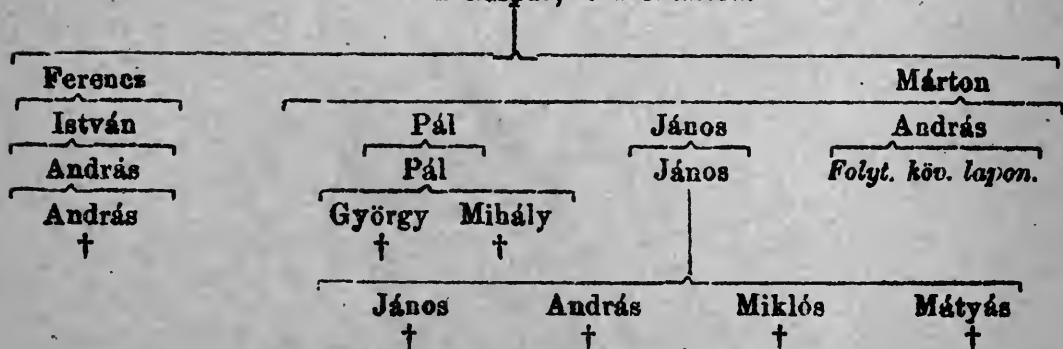 Ferencz Márton
István Pál János András
András Pál János Folyt. köv. lapon.
András György Mihály
† † †
János András Miklós Mátyás
† † † †